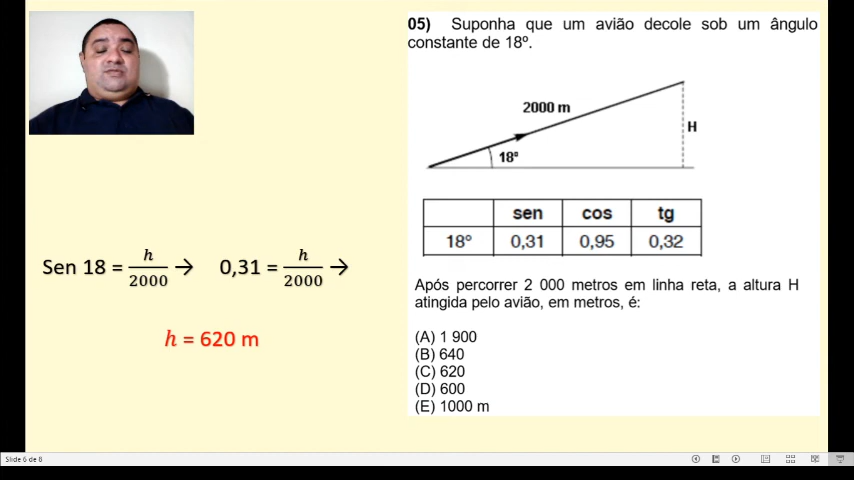 05) Suponha que um avião decole sob um ângulo
constante de 18º.
2000 m
H
18º
sen cos tg
18° 0,31 0,95 0,32
Sen 18 = h/2000 → 0,31 = h/2000 →
h = 620 m
Após percorrer 2 000 metros em linha reta, a altura H
atingida pelo avião, em metros, é:
(A) 1 900
(B) 640
(C) 620
(D) 600
(E) 1000 m
Slide 6 de 8